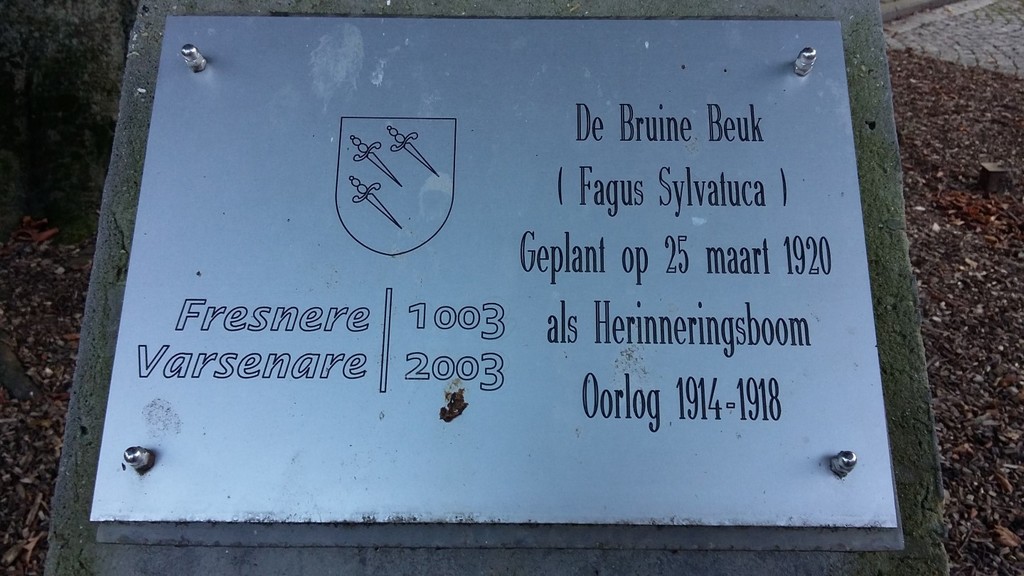 Fresnere | 1003
Varsenare | 2003
De Bruine Beuk
( Fagus Sylvatuca )
Geplant op 25 maart 1920
als Herinneringsboom
Oorlog 1914-1918